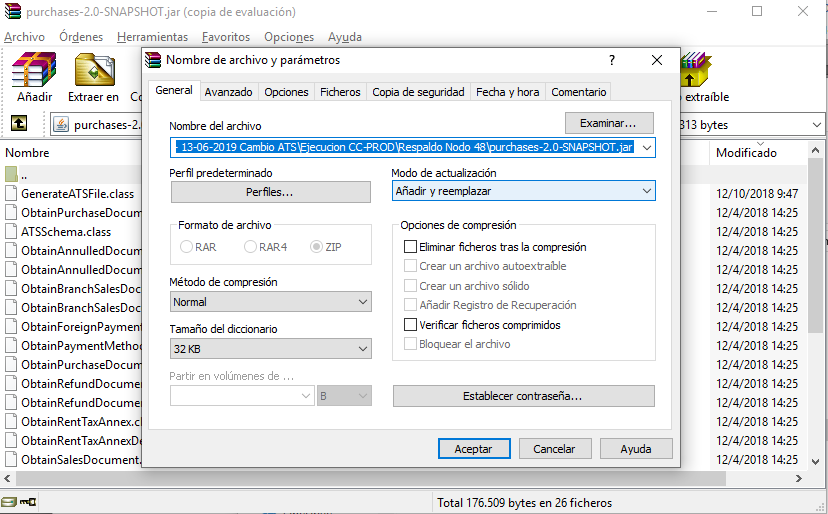 purchases-2.0-SNAPSHOT.jar (copia de evaluación)
Archivo Órdenes Herramientas Favoritos Opciones Ayuda
Añadir Extraer en
extraíble
purchases-2.
813 bytes
Nombre Modificado
..
GenerateATSFile.class 12/10/2018 9:47
ObtainPurchaseDocum 12/4/2018 14:25
ATSSchema.class 12/4/2018 14:25
ObtainAnnulledDocum 12/4/2018 14:25
ObtainAnnulledDocum 12/4/2018 14:25
ObtainBranchSalesDoc 12/4/2018 14:25
ObtainBranchSalesDoc 12/4/2018 14:25
ObtainForeignPayment 12/4/2018 14:25
ObtainPaymentMethod 12/4/2018 14:25
ObtainPurchaseDocum 12/4/2018 14:25
ObtainRefundDocume 12/4/2018 14:25
ObtainRentTaxAnnex.cl 12/4/2018 14:25
ObtainRentTaxAnnexDe 12/4/2018 14:25
ObtainSalesDocument. 12/4/2018 14:25
Total 176.509 bytes en 26 ficheros
Nombre de archivo y parámetros
?
General Avanzado Opciones Ficheros Copia de seguridad Fecha y hora Comentario
Nombre del archivo
Examinar...
- 13-06-2019 Cambio ATS\Ejecucion CC-PROD\Respaldo Nodo 48\purchases-2.0-SNAPSHOT.jar
Perfil predeterminado
Perfiles...
Modo de actualización
Añadir y reemplazar
Formato de archivo
RAR RAR4 ZIP
Método de compresión
Normal
Tamaño del diccionario
32 KB
Partir en volúmenes de ...
B
Opciones de compresión
Eliminar ficheros tras la compresión
Crear un archivo autoextraíble
Crear un archivo sólido
Añadir Registro de Recuperación
Verificar ficheros comprimidos
Bloquear el archivo
Establecer contraseña...
Aceptar Cancelar Ayuda